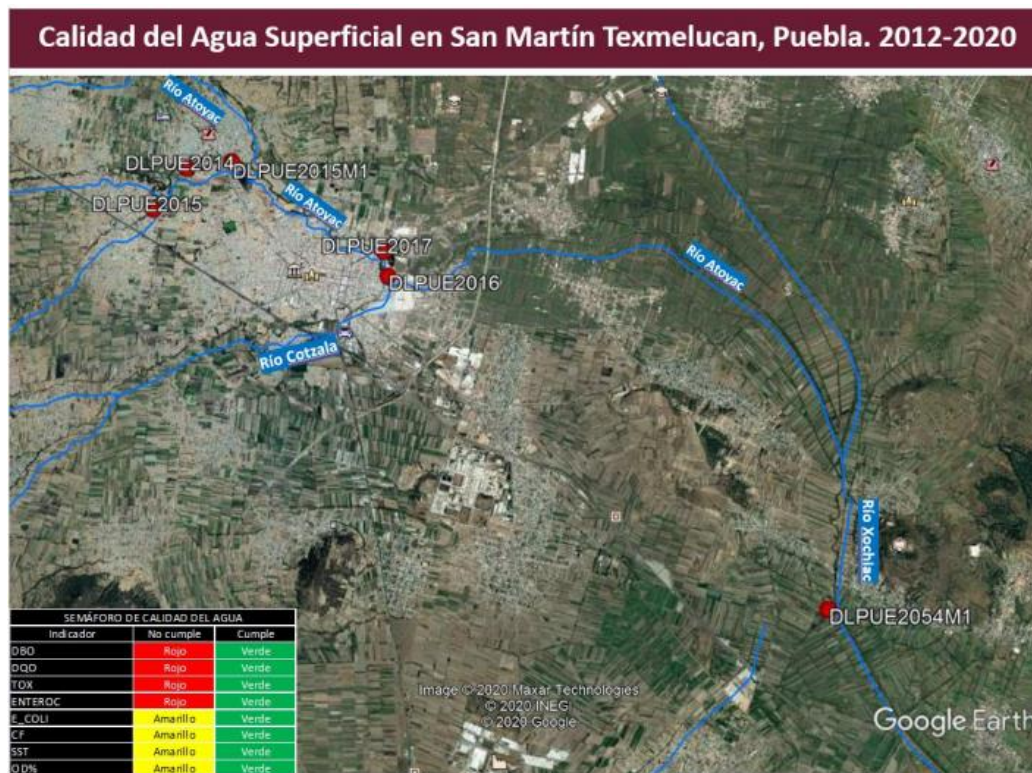 Calidad del Agua Superficial en San Martín Texmelucan, Puebla. 2012-2020
Río Atoyac
DLPUE2014
DLPUE2015M1
DLPUE2015
Río Atoyac
DLPUE2017
DLPUE2016
Río Atoyac
Río Cotzala
Río Xochiac
DLPUE2054M1
SEMÁFORO DE CALIDAD DEL AGUA
Indicador No cumple Cumple
DBO Rojo Verde
DQO Rojo Verde
TOX Rojo Verde
ENTEROC Rojo Verde
E_COLI Amarillo Verde
CF Amarillo Verde
SST Amarillo Verde
OD% Amarillo Verde
Image © 2020 Maxar Technologies
© 2020 INEGI
© 2020 Google
Google Earth